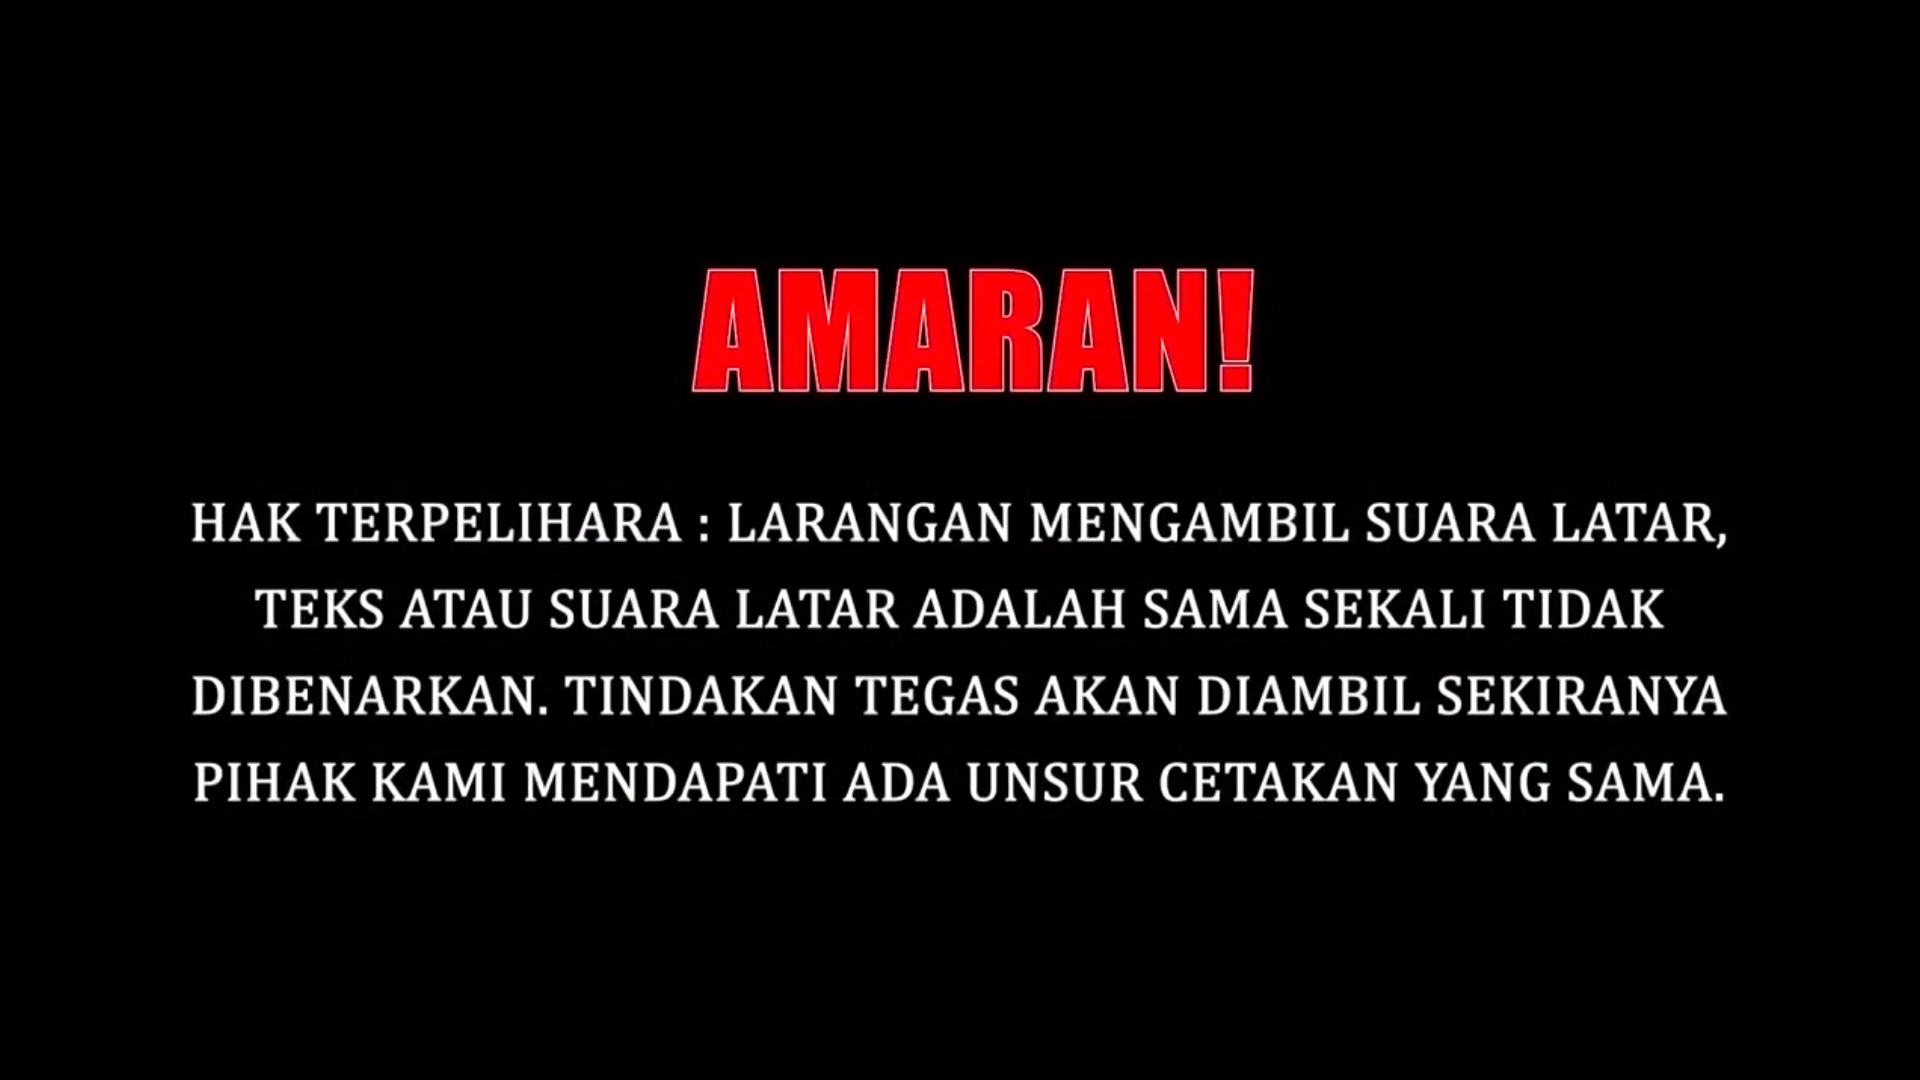 AMARAN!
HAK TERPELIHARA : LARANGAN MENGAMBIL SUARA LATAR,
TEKS ATAU SUARA LATAR ADALAH SAMA SEKALI TIDAK
DIBENARKAN. TINDAKAN TEGAS AKAN DIAMBIL SEKIRANYA
PIHAK KAMI MENDAPATI ADA UNSUR CETAKAN YANG SAMA.